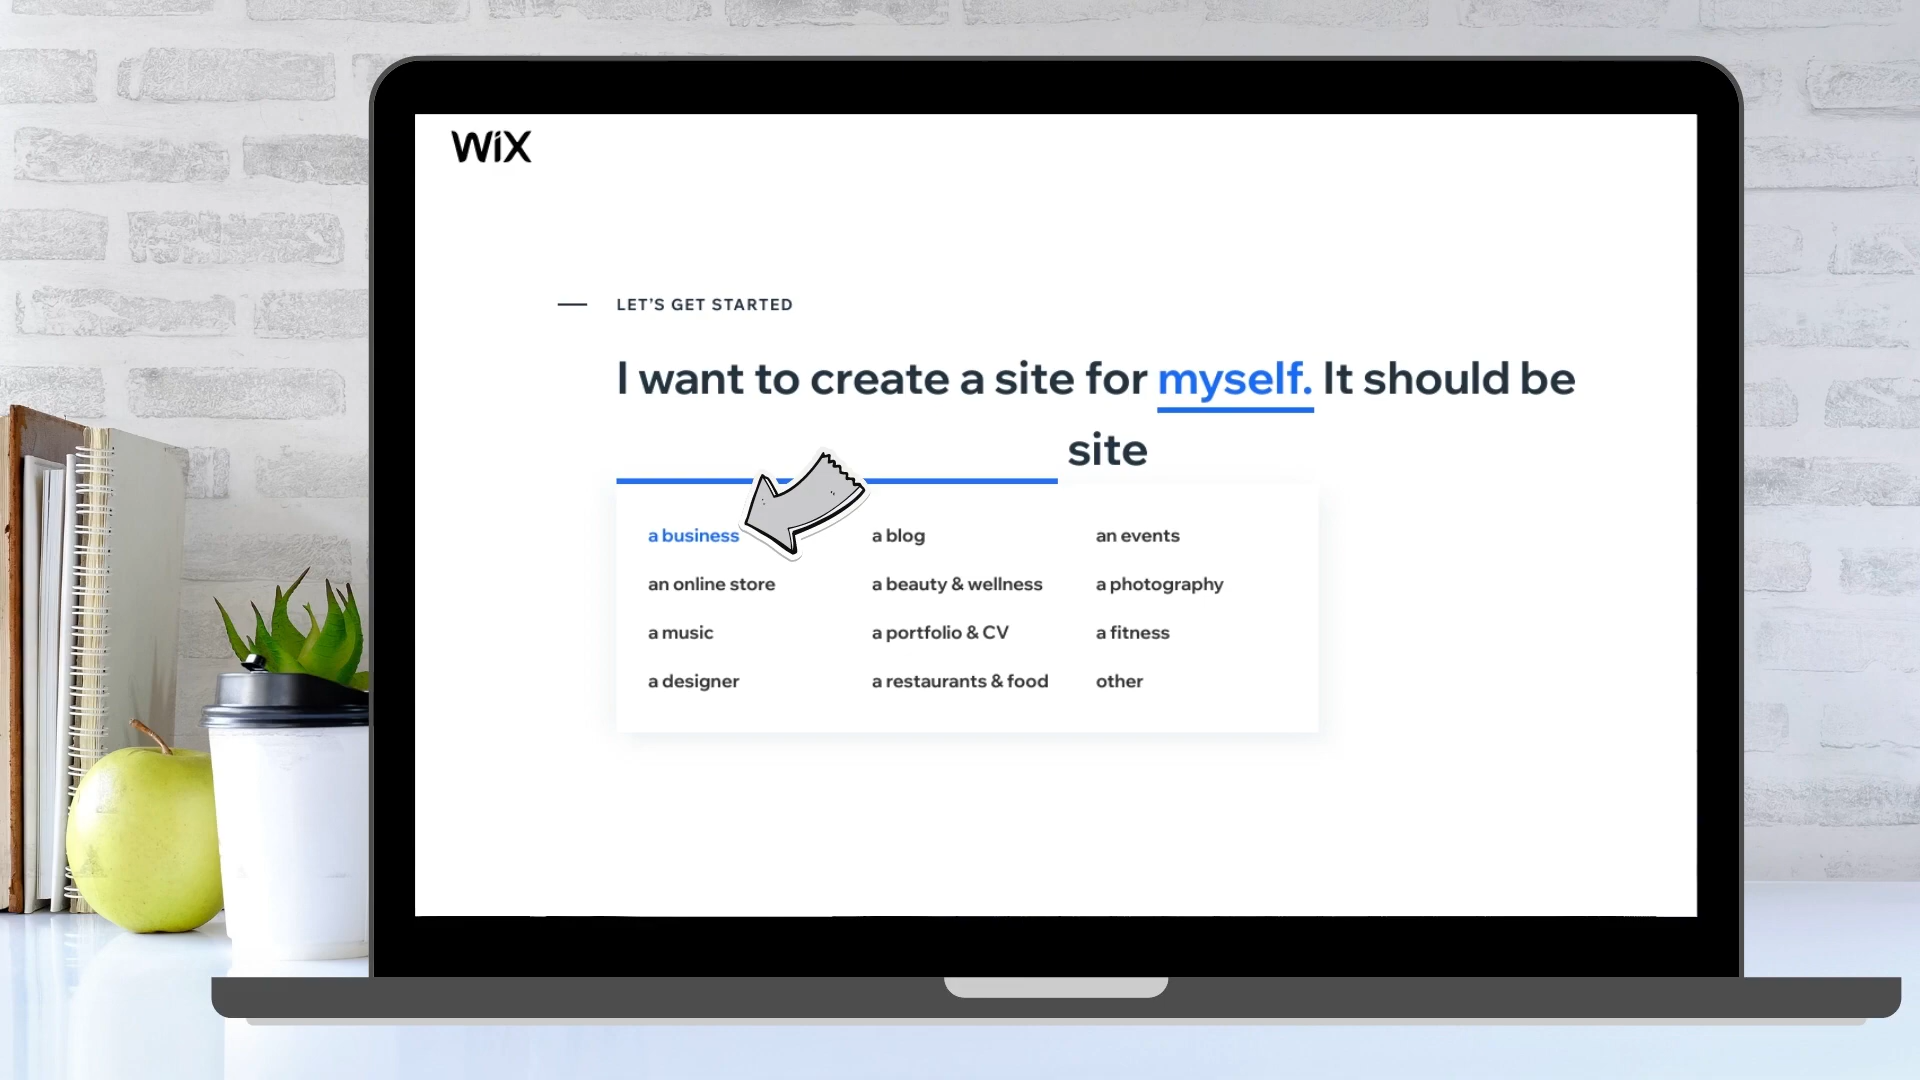 WiX
LET'S GET STARTED
I want to create a site for myself. It should be
site
a business a blog an events
an online store a beauty & wellness a photography
a music a portfolio & CV a fitness
a designer a restaurants & food other